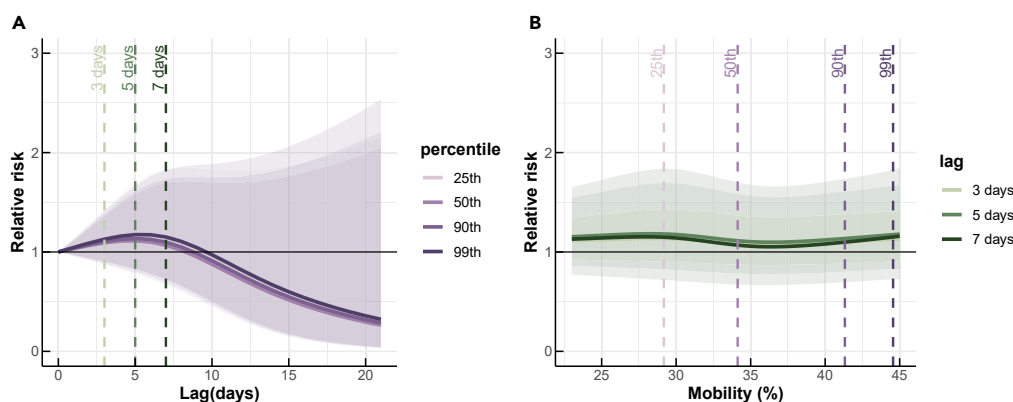 A
Relative risk
3
2
1
0
3 days
5 days
7 days
0
5
10
15
20
Lag(days)
percentile
25th
50th
90th
99th
B
Relative risk
3
2
1
0
25th
50th
90th
99th
25
30
35
40
45
Mobility (%)
lag
3 days
5 days
7 days